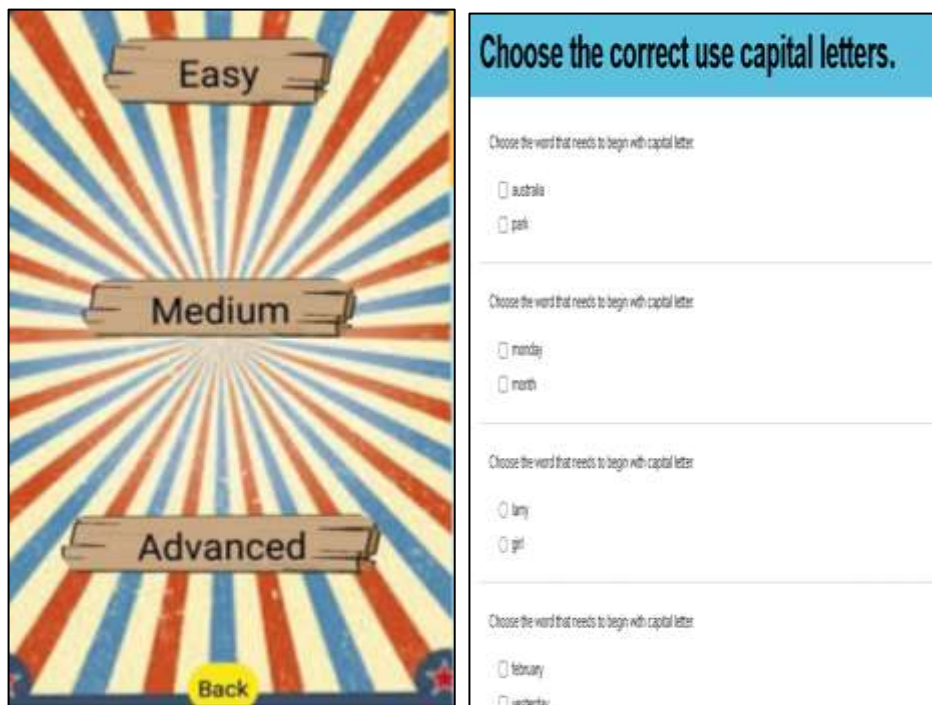 Easy
Medium
Advanced
Back
Choose the correct use capital letters.
Choose the word that needs to begin with capital letter.
australia
park
Choose the word that needs to begin with capital letter.
monday
month
Choose the word that needs to begin with capital letter.
larry
girl
Choose the word that needs to begin with capital letter.
february
yesterday